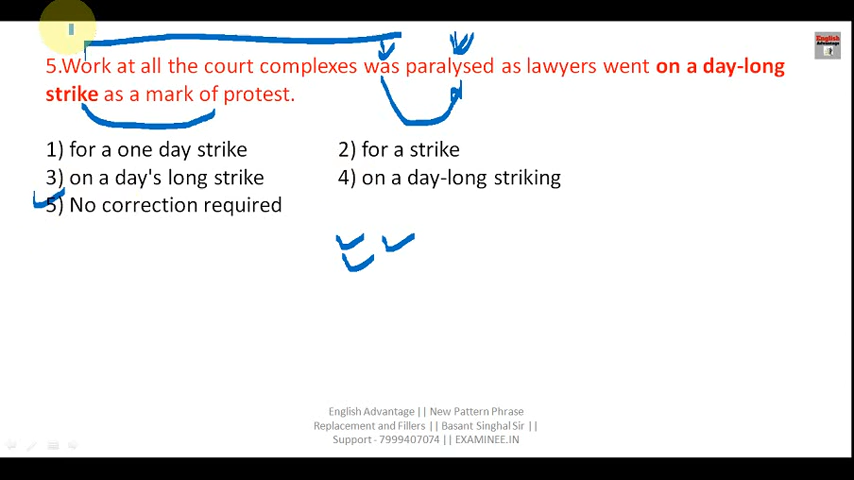 English
Advantage
5.Work at all the court complexes was paralysed as lawyers went on a day-long
strike as a mark of protest.
1) for a one day strike
2) for a strike
3) on a day's long strike
4) on a day-long striking
5) No correction required
English Advantage || New Pattern Phrase
Replacement and Fillers || Basant Singhal Sir ||
Support - 7999407074 || EXAMINEE.IN